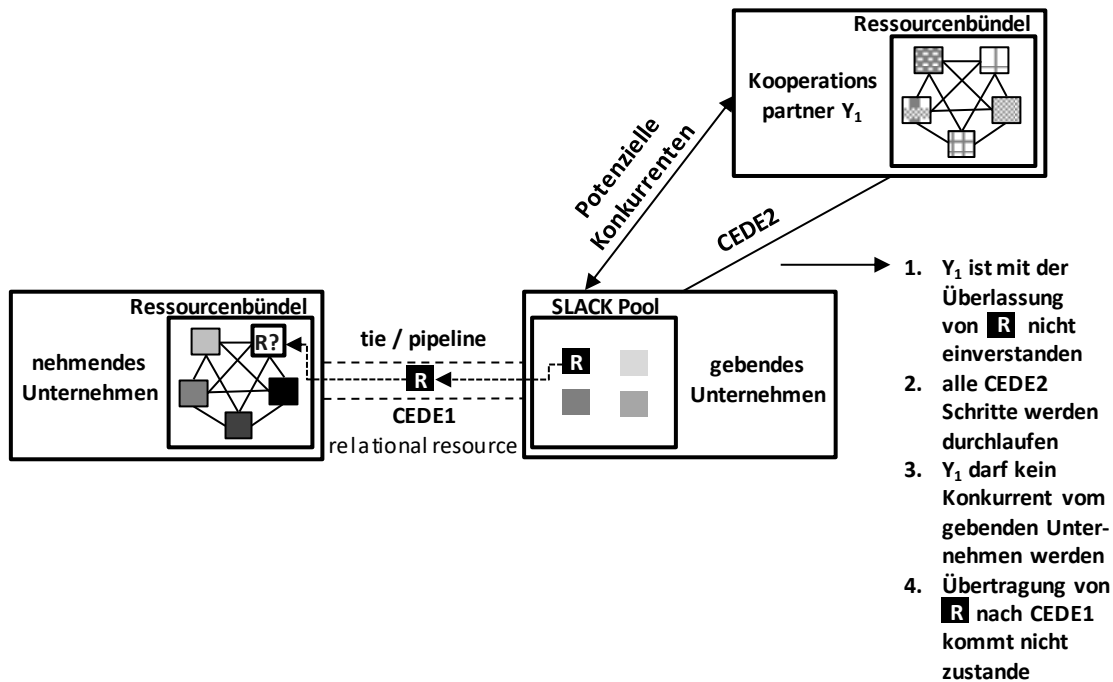 Ressourcenbündel
Kooperations
partner Y₁
Potenzielle
Konkurrenten
CEDE2
Ressourcenbündel
nehmendes
Unternehmen
R?
tie / pipeline
R
CEDE1
relational resource
SLACK Pool
R
gebendes
Unternehmen
1. Y₁ ist mit der
Überlassung
von R nicht
einverstanden
2. alle CEDE2
Schritte werden
durchlaufen
3. Y₁ darf kein
Konkurrent vom
gebenden Unter-
nehmen werden
4. Übertragung von
R nach CEDE1
kommt nicht
zustande